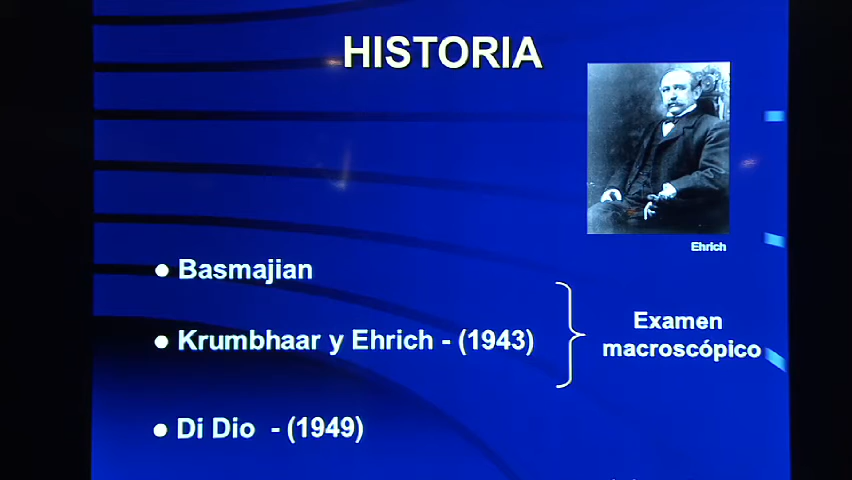 HISTORIA
Ehrich
● Basmajian
● Krumbhaar y Ehrich - (1943)
Examen
macroscópico
● Di Dio - (1949)